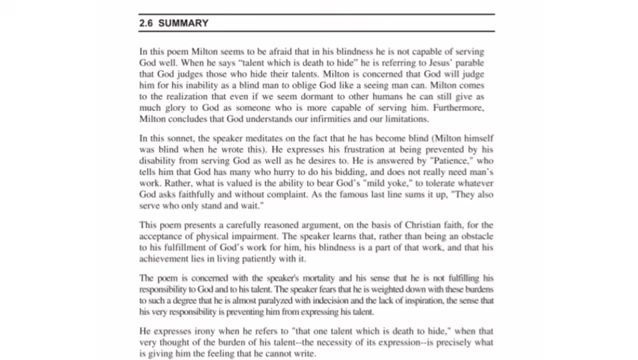 2.6 SUMMARY
In this poem Milton seems to be afraid that in his blindness he is not capable of serving
God well. When he says "talent which is death to hide" he is referring to Jesus' parable
that God judges those who hide their talents. Milton is concerned that God will judge
him for his inability as a blind man to oblige God like a seeing man can. Milton comes
to the realization that even if we seem dormant to other humans he can still give as
much glory to God as someone who is more capable of serving him. Furthermore,
Milton concludes that God understands our infirmities and our limitations.
In this sonnet, the speaker meditates on the fact that he has become blind (Milton himself
was blind when he wrote this). He expresses his frustration at being prevented by his
disability from serving God as well as he desires to. He is answered by "Patience," who
tells him that God has many who hurry to do his bidding, and does not really need man's
work. Rather, what is valued is the ability to bear God's "mild yoke," to tolerate whatever
God asks faithfully and without complaint. As the famous last line sums it up, "They also
serve who only stand and wait."
This poem presents a carefully reasoned argument, on the basis of Christian faith, for the
acceptance of physical impairment. The speaker learns that, rather than being an obstacle
to his fulfillment of God's work for him, his blindness is a part of that work, and that his
achievement lies in living patiently with it.
The poem is concerned with the speaker's mortality and his sense that he is not fulfilling his
responsibility to God and to his talent. The speaker fears that he is weighted down with these burdens
to such a degree that he is almost paralyzed with indecision and the lack of inspiration, the sense that
his very responsibility is preventing him from expressing his talent.
He expresses irony when he refers to "that one talent which is death to hide," when that
very thought of the burden of his talent--the necessity of its expression--is precisely what
is giving him the feeling that he cannot write.